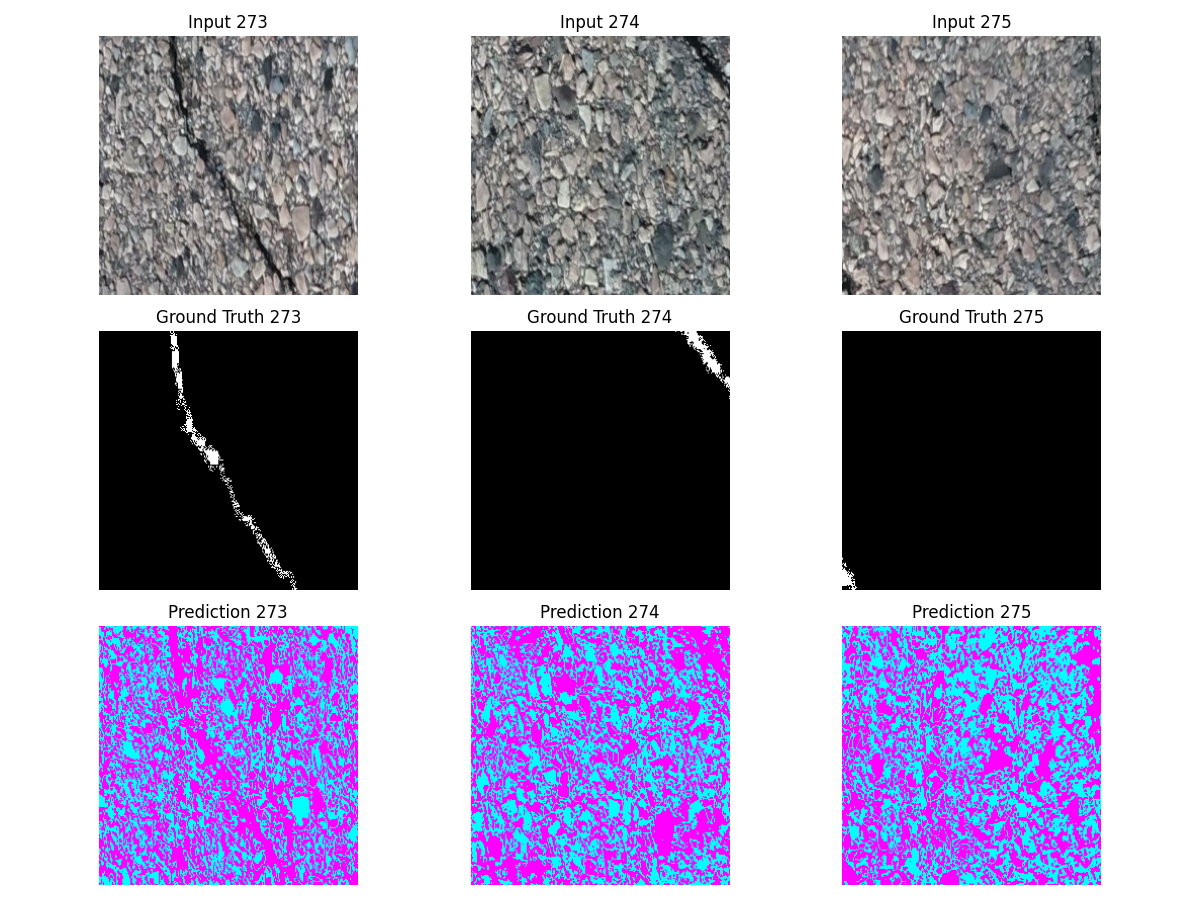 Input 273
Input 274
Input 275
Ground Truth 273
Ground Truth 274
Ground Truth 275
Prediction 273
Prediction 274
Prediction 275